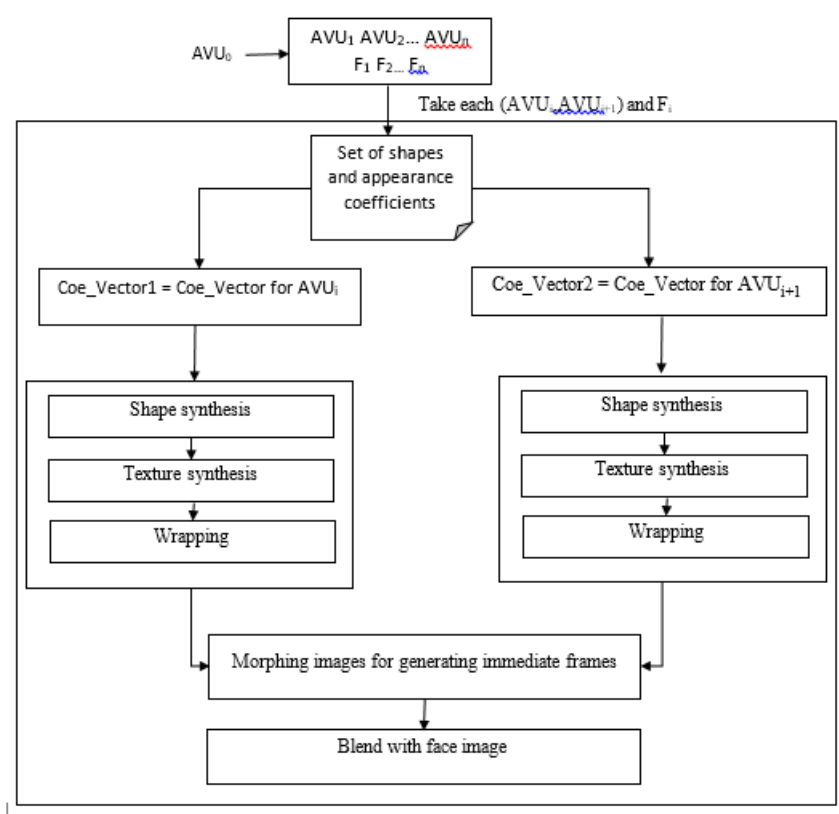 AVU₀
AVU₁ AVU₂... AVUₙ
F₁ F₂... Fₙ
Take each (AVUᵢ,AVUᵢ₊₁) and Fᵢ
Set of shapes
and appearance
coefficients
Coe_Vector1 = Coe_Vector for AVUᵢ
Coe_Vector2 = Coe_Vector for AVUᵢ₊₁
Shape synthesis
Texture synthesis
Wrapping
Shape synthesis
Texture synthesis
Wrapping
Morphing images for generating immediate frames
Blend with face image